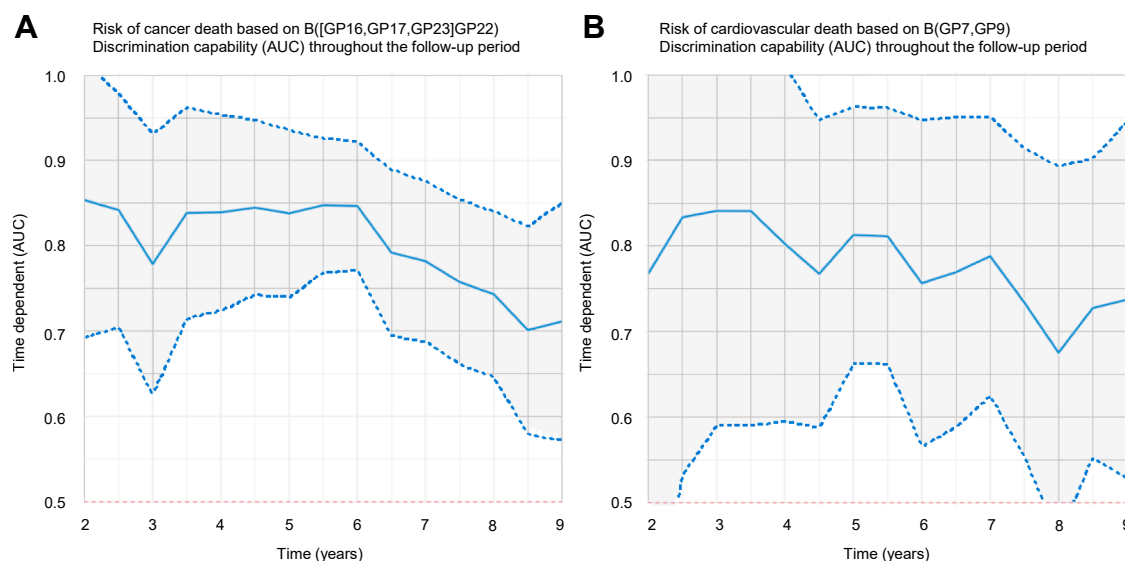 A
Risk of cancer death based on B([GP16,GP17,GP23]GP22)
Discrimination capability (AUC) throughout the follow-up period
Time dependent (AUC)
1.0
0.9
0.8
0.7
0.6
0.5
2 3 4 5 6 7 8 9
Time (years)
B
Risk of cardiovascular death based on B(GP7,GP9)
Discrimination capability (AUC) throughout the follow-up period
Time dependent (AUC)
1.0
0.9
0.8
0.7
0.6
0.5
2 3 4 5 6 7 8 9
Time (years)